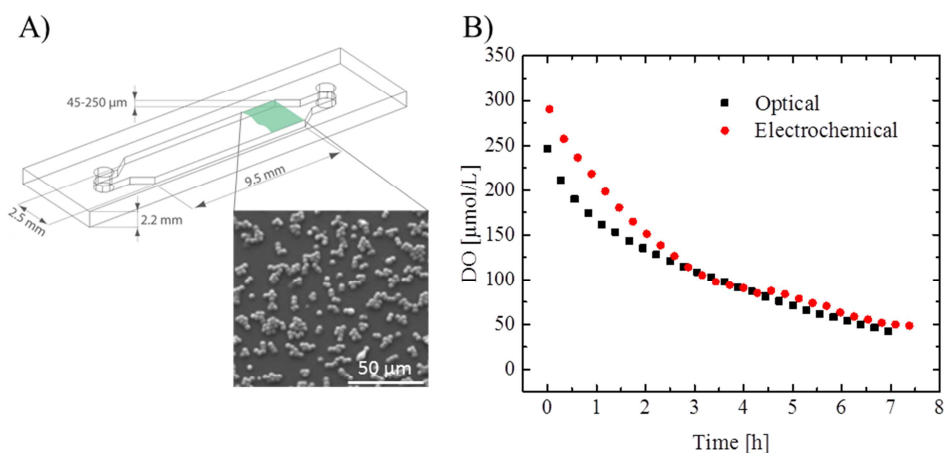 A)
45-250 μm
9.5 mm
2.5 mm
2.2 mm
50 μm
B)
350
300
250
200
150
100
50
0
DO [μmol/L]
Optical
Electrochemical
0 1 2 3 4 5 6 7 8
Time [h]